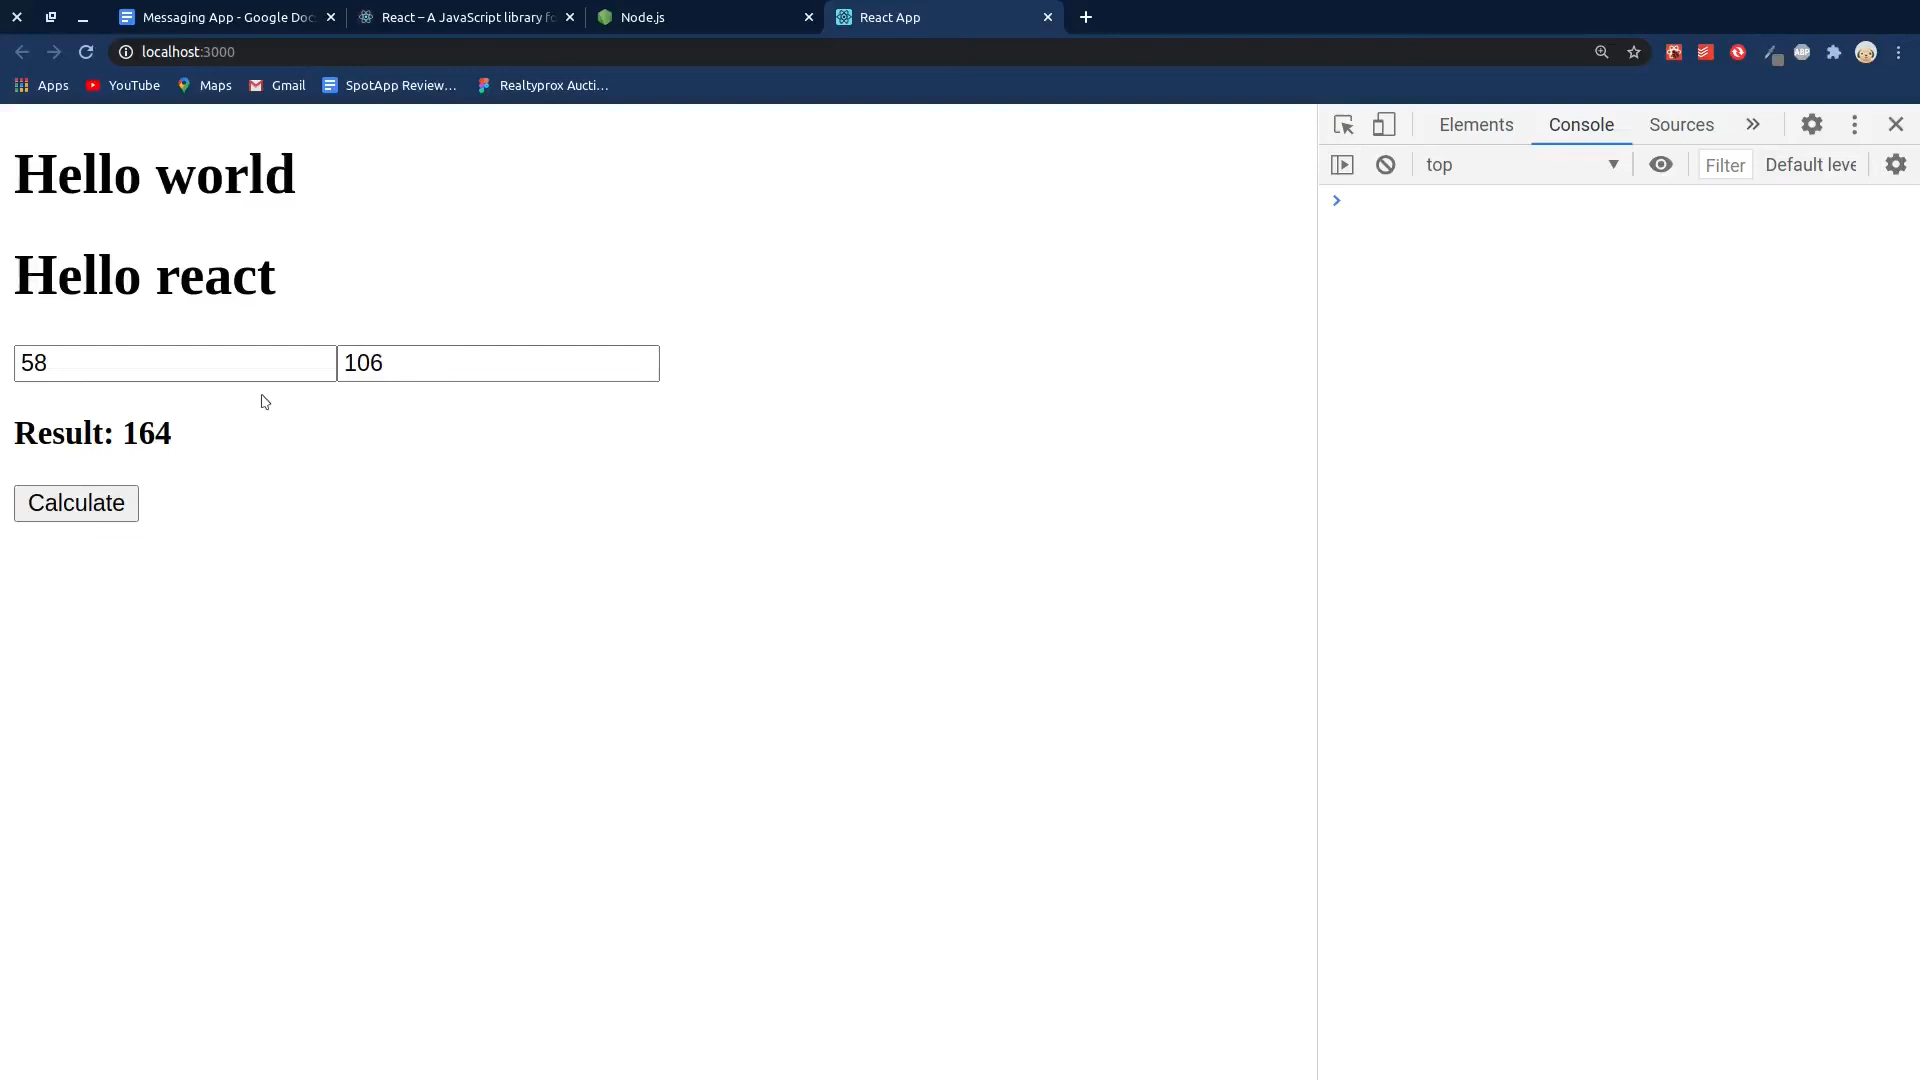 Messaging App - Google Doc
React – A JavaScript library fo
Node.js
React App
localhost:3000
ABP
Apps
YouTube
Maps
Gmail
SpotApp Review...
Realtyprox Aucti...
Elements
Console
Sources
top
Filter
Default leve
Hello world
Hello react
58
106
Result: 164
Calculate